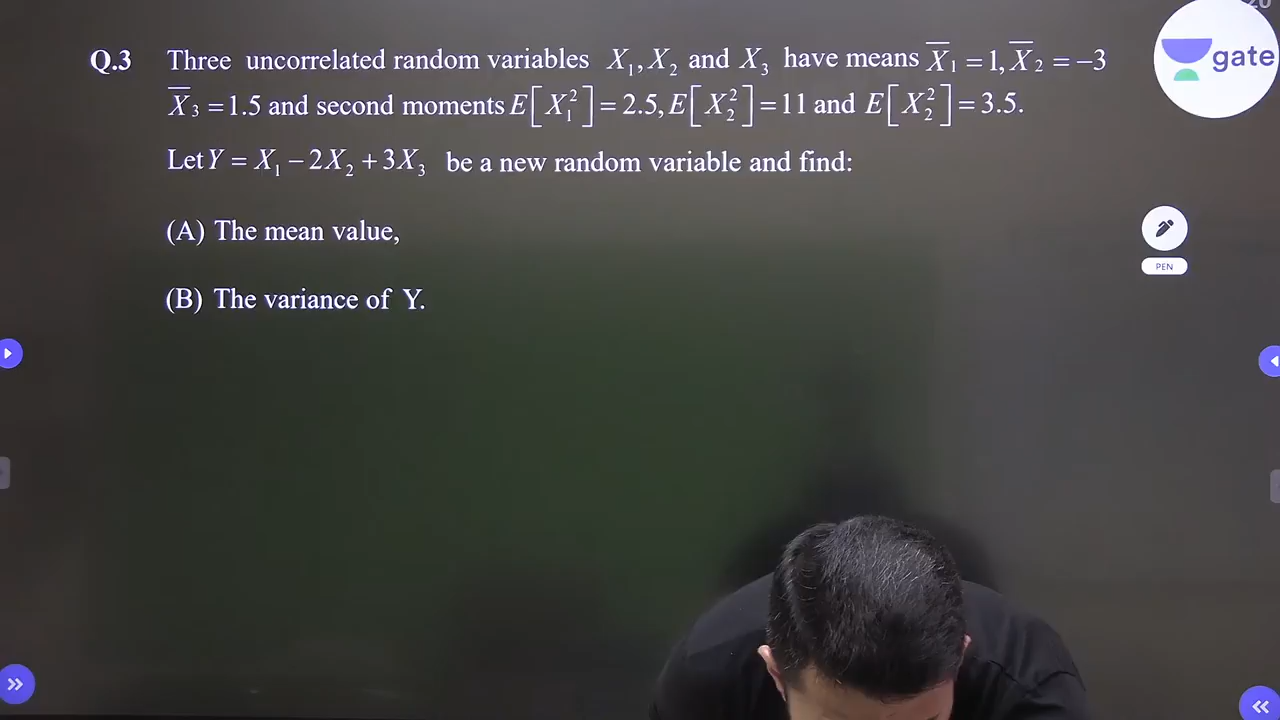 20
gate
Q.3 Three uncorrelated random variables X₁, X₂ and X₃ have means X̅₁ = 1, X̅₂ = −3
X̅₃ = 1.5 and second moments E[X₁²] = 2.5, E[X₂²] = 11 and E[X₂²] = 3.5.
Let Y = X₁ − 2X₂ + 3X₃ be a new random variable and find:
(A) The mean value,
(B) The variance of Y.
PEN